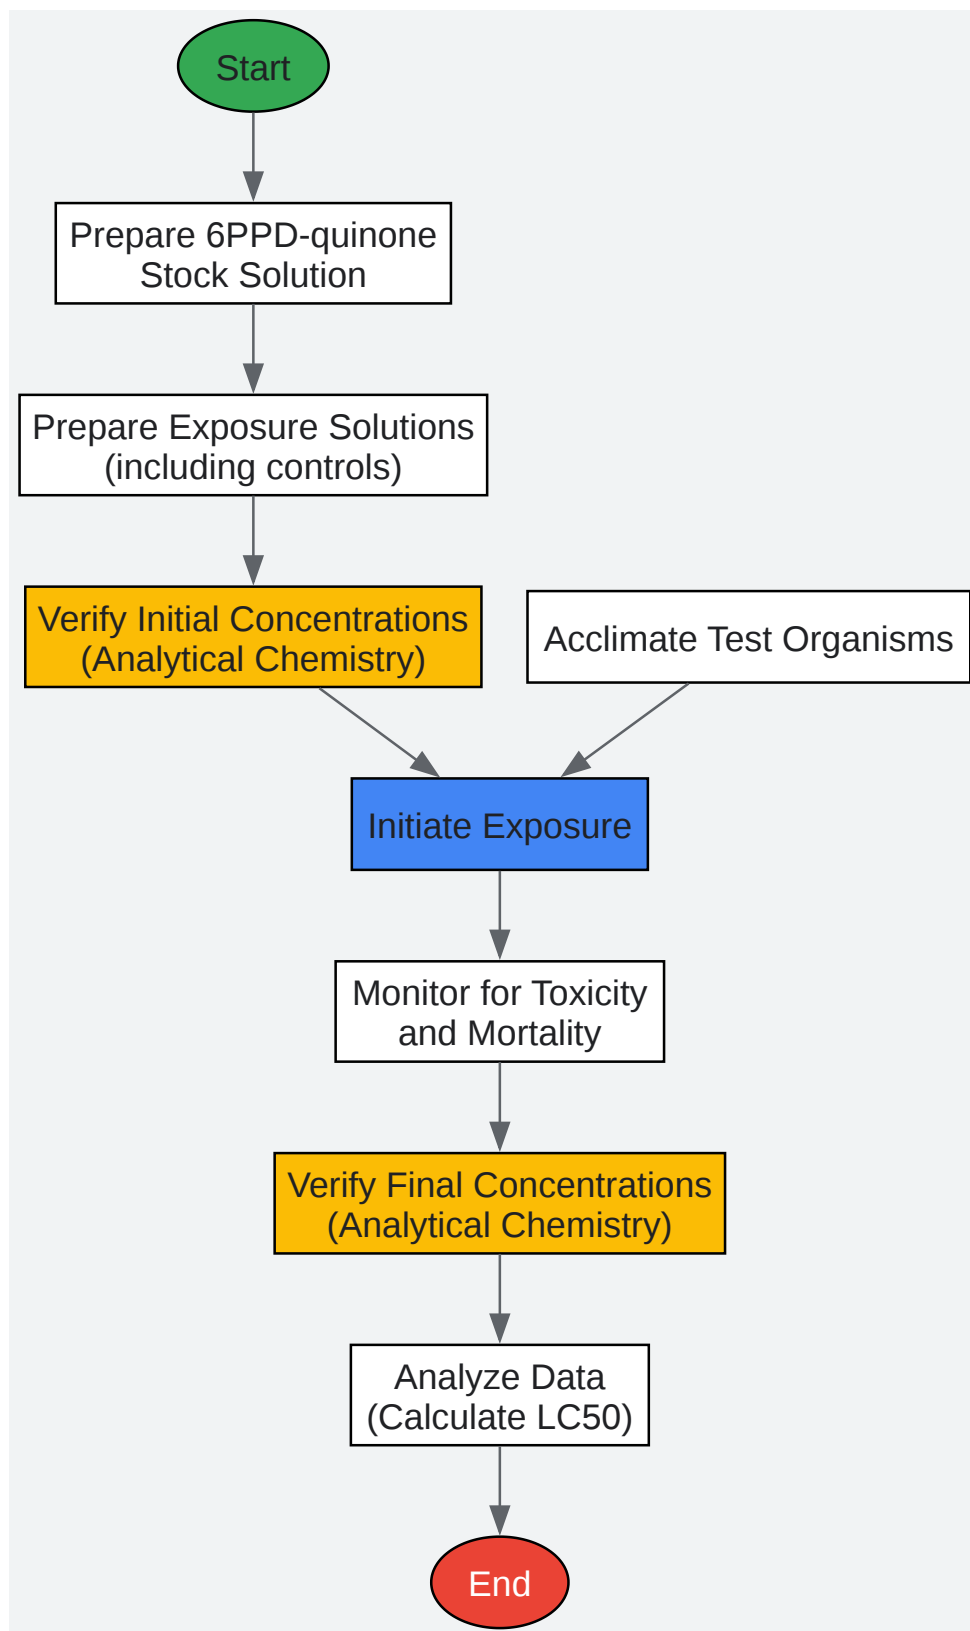 Start
Prepare 6PPD-quinone
Stock Solution
Prepare Exposure Solutions
(including controls)
Verify Initial Concentrations
(Analytical Chemistry)
Acclimate Test Organisms
Initiate Exposure
Monitor for Toxicity
and Mortality
Verify Final Concentrations
(Analytical Chemistry)
Analyze Data
(Calculate LC50)
End